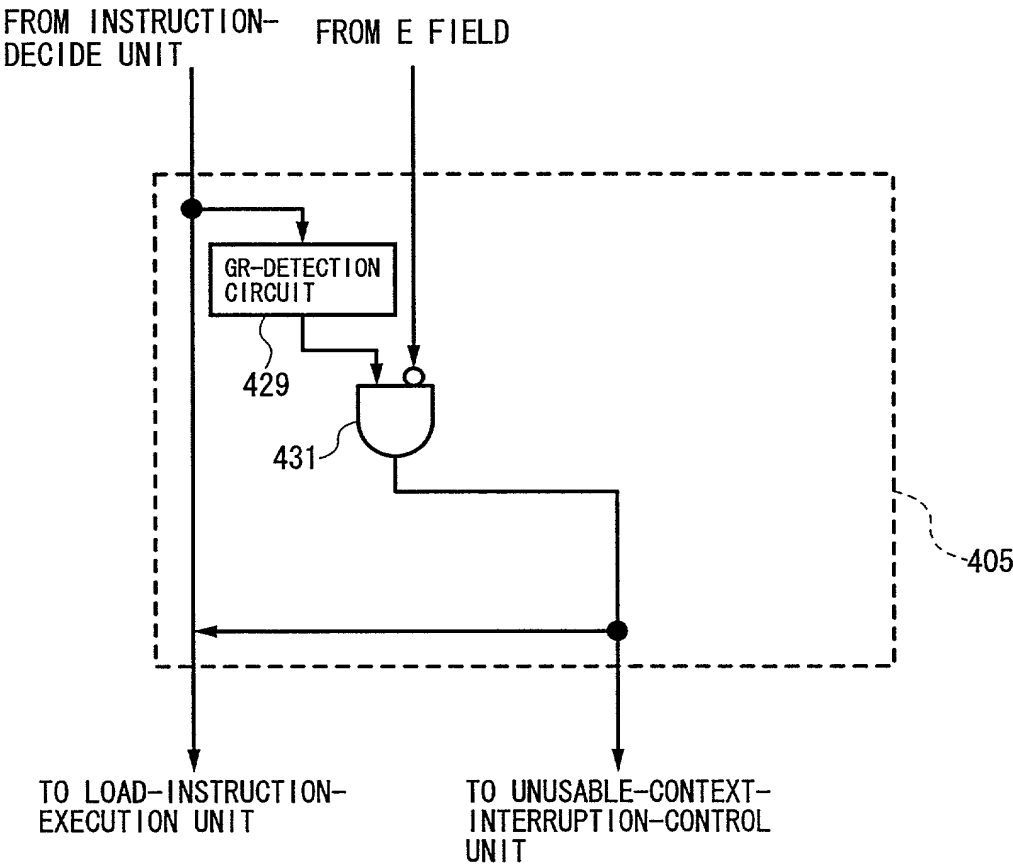 FROM INSTRUCTION-
DECIDE UNIT
FROM E FIELD
GR-DETECTION
CIRCUIT
429
431
405
TO LOAD-INSTRUCTION-
EXECUTION UNIT
TO UNUSABLE-CONTEXT-
INTERRUPTION-CONTROL
UNIT